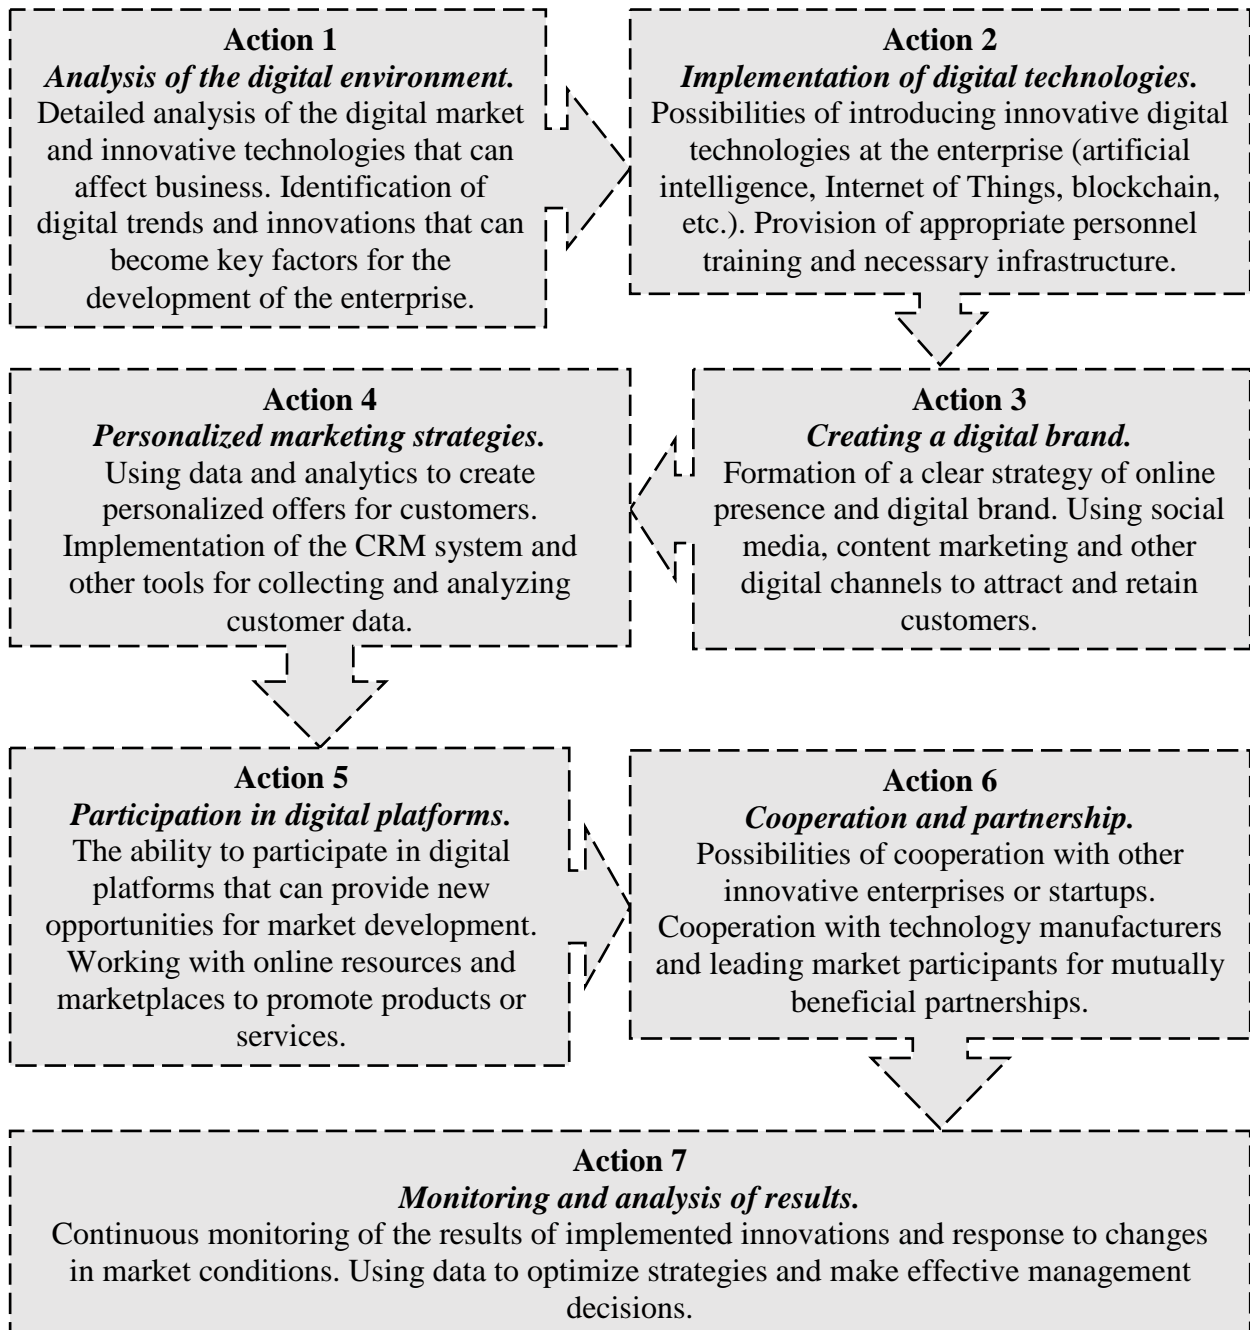 Action 1
Analysis of the digital environment.
Detailed analysis of the digital market
and innovative technologies that can
affect business. Identification of
digital trends and innovations that can
become key factors for the
development of the enterprise.
Action 2
Implementation of digital technologies.
Possibilities of introducing innovative digital
technologies at the enterprise (artificial
intelligence, Internet of Things, blockchain,
etc.). Provision of appropriate personnel
training and necessary infrastructure.
Action 3
Creating a digital brand.
Formation of a clear strategy of online
presence and digital brand. Using social
media, content marketing and other
digital channels to attract and retain
customers.
Action 4
Personalized marketing strategies.
Using data and analytics to create
personalized offers for customers.
Implementation of the CRM system and
other tools for collecting and analyzing
customer data.
Action 5
Participation in digital platforms.
The ability to participate in digital
platforms that can provide new
opportunities for market development.
Working with online resources and
marketplaces to promote products or
services.
Action 6
Cooperation and partnership.
Possibilities of cooperation with other
innovative enterprises or startups.
Cooperation with technology manufacturers
and leading market participants for mutually
beneficial partnerships.
Action 7
Monitoring and analysis of results.
Continuous monitoring of the results of implemented innovations and response to changes
in market conditions. Using data to optimize strategies and make effective management
decisions.